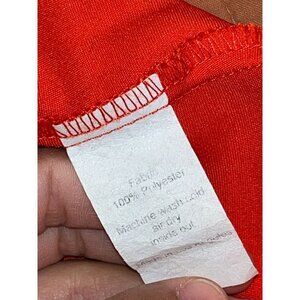 Fabric
100% Polyester
Machine wash cold
air dry
inside out